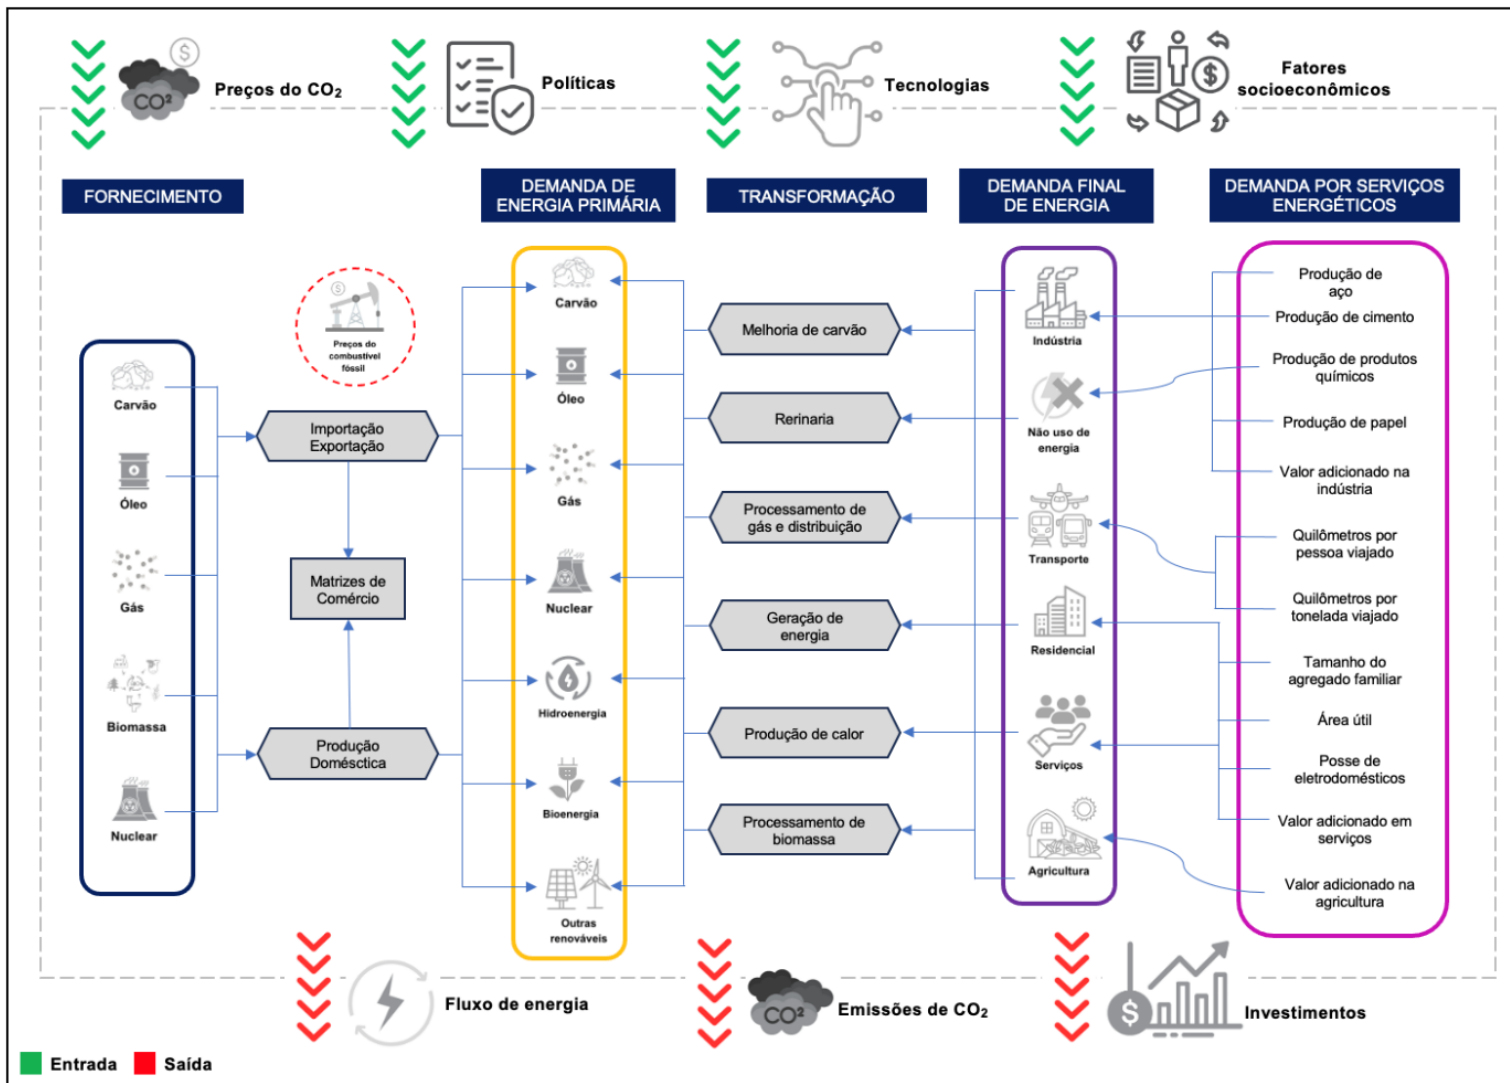 Preços do CO₂
Políticas
Tecnologias
Fatores
socioeconômicos
CO²
FORNECIMENTO
DEMANDA DE
ENERGIA PRIMÁRIA
TRANSFORMAÇÃO
DEMANDA FINAL
DE ENERGIA
DEMANDA POR SERVIÇOS
ENERGÉTICOS
Carvão
Óleo
Gás
Biomassa
Nuclear
Preços do
combustível
fóssil
Importação
Exportação
Matrizes de
Comércio
Produção
Doméstica
Carvão
Óleo
Gás
Nuclear
Hidroenergia
Bioenergia
Outras
renováveis
Melhoria de carvão
Rerinaria
Processamento de
gás e distribuição
Geração de
energia
Produção de calor
Processamento de
biomassa
Indústria
Não uso de
energia
Transporte
Residencial
Serviços
Agricultura
Produção de
aço
Produção de cimento
Produção de produtos
químicos
Produção de papel
Valor adicionado na
indústria
Quilômetros por
pessoa viajado
Quilômetros por
tonelada viajado
Tamanho do
agregado familiar
Área útil
Posse de
eletrodomésticos
Valor adicionado em
serviços
Valor adicionado na
agricultura
Fluxo de energia
CO²
Emissões de CO₂
Investimentos
Entrada
Saída